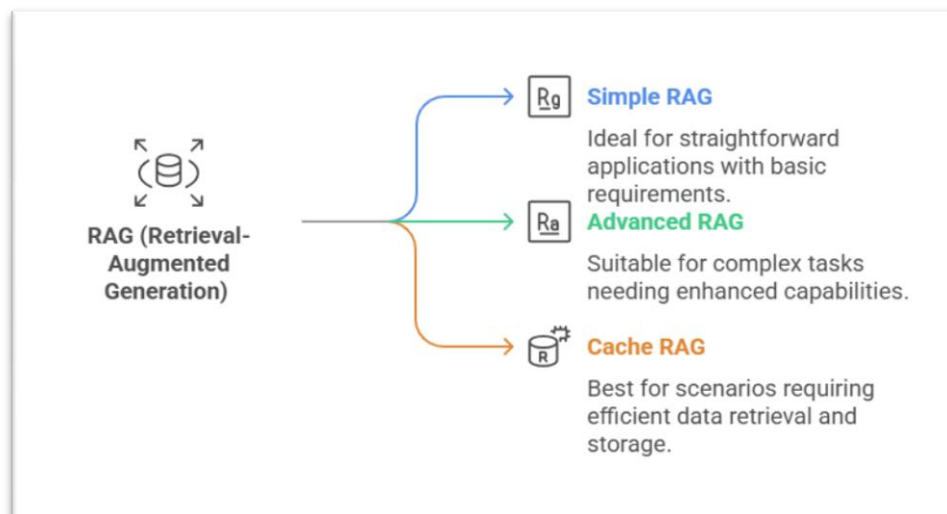 Rg
Simple RAG
Ideal for straightforward
applications with basic
requirements.
RAG (Retrieval-
Augmented
Generation)
Ra
Advanced RAG
Suitable for complex tasks
needing enhanced capabilities.
R
Cache RAG
Best for scenarios requiring
efficient data retrieval and
storage.